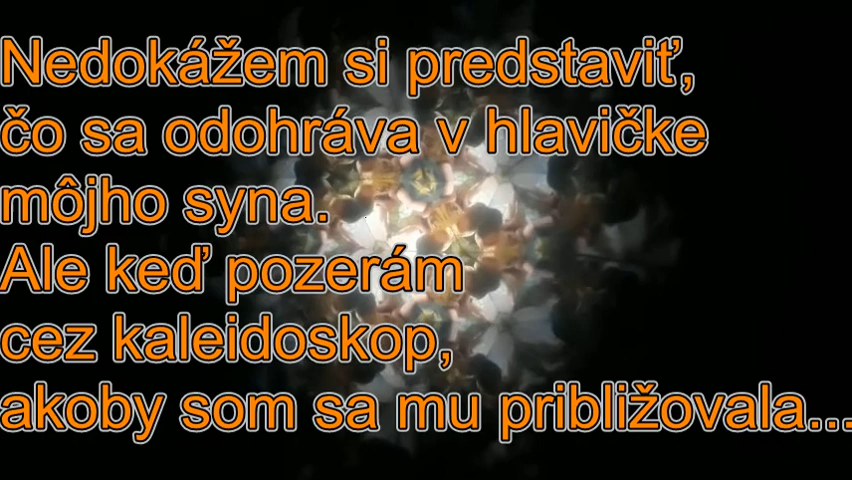 Nedokážem si predstaviť,
čo sa odohráva v hlavičke
môjho syna.
Ale keď pozerám
cez kaleidoskop,
akoby som sa mu približovala...